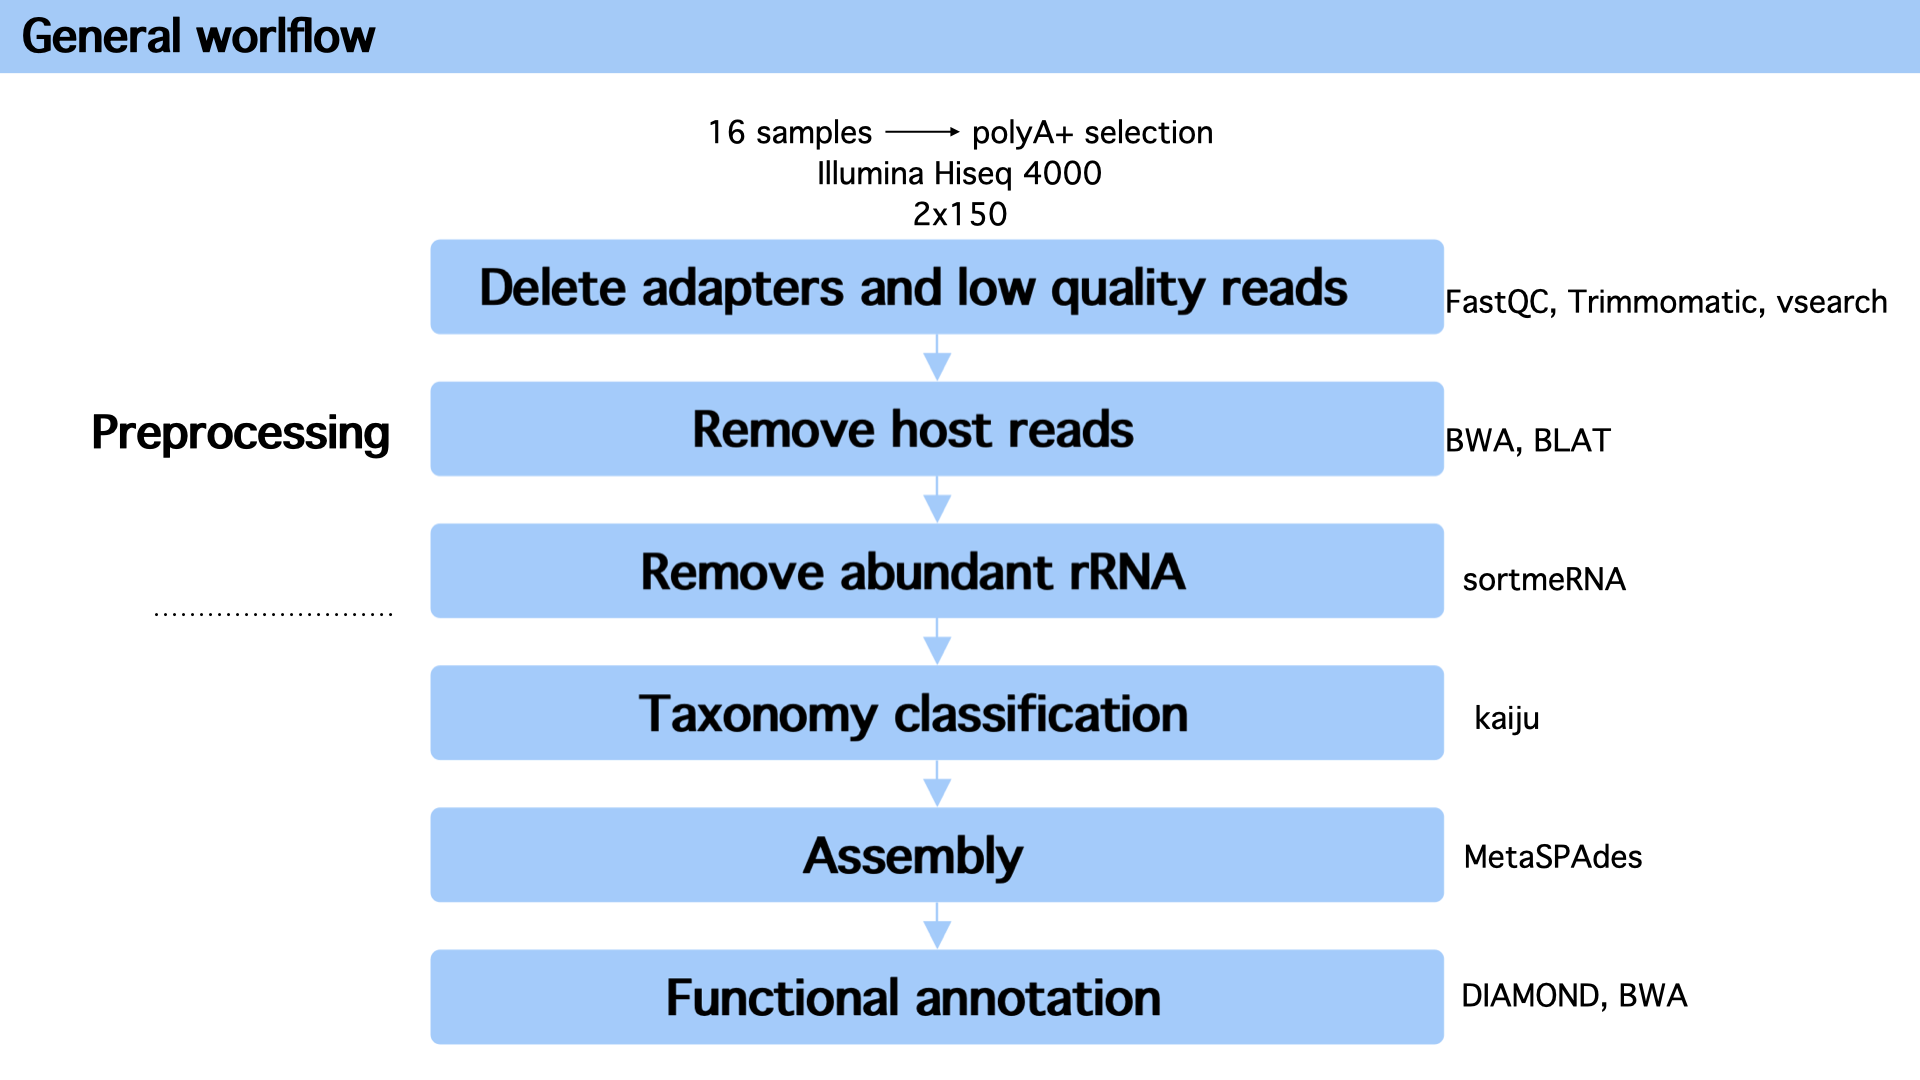 General worlflow
16 samples → polyA+ selection
Illumina Hiseq 4000
2x150
Delete adapters and low quality reads
FastQC, Trimmomatic, vsearch
Preprocessing
Remove host reads
BWA, BLAT
Remove abundant rRNA
sortmeRNA
...........................
Taxonomy classification
kaiju
Assembly
MetaSPAdes
Functional annotation
DIAMOND, BWA